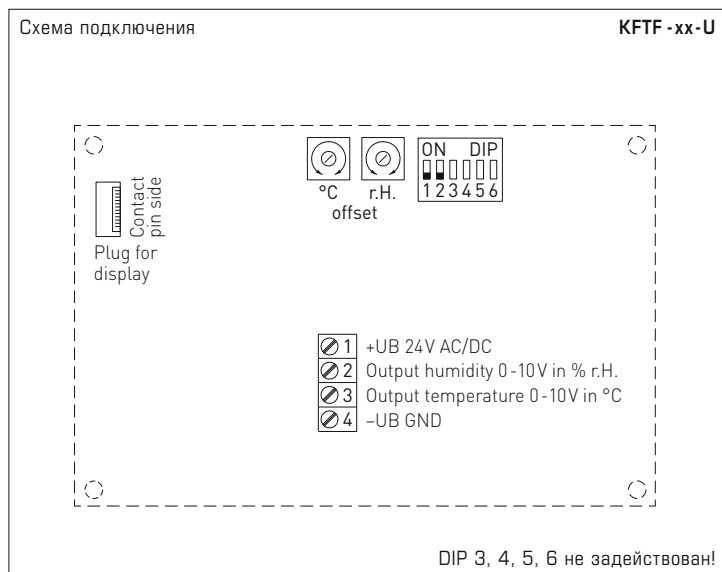 Схема подключения
KFTF -xx-U
ON DIP
1 2 3 4 5 6
°C r.H.
offset
Contact
pin side
Plug for
display
1 +UB 24V AC/DC
2 Output humidity 0-10V in % r.H.
3 Output temperature 0-10V in °C
4 –UB GND
DIP 3, 4, 5, 6 не задействован!